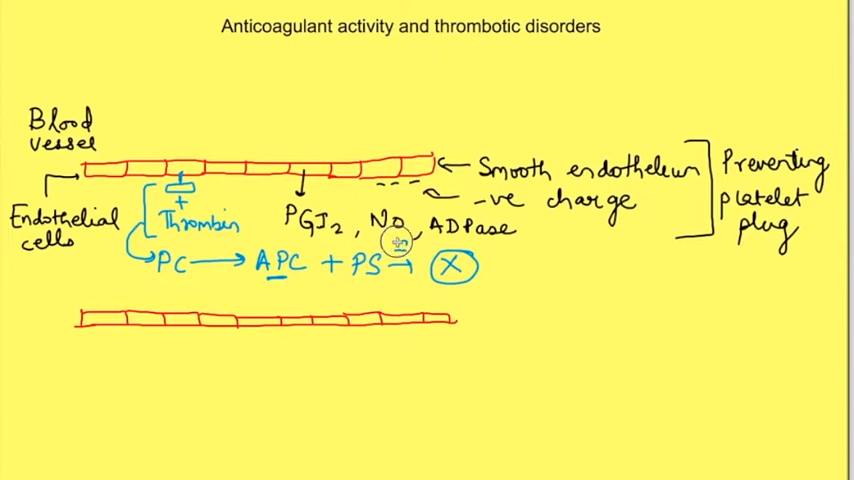 Anticoagulant activity and thrombotic disorders
Blood
vessel
Smooth endotheleum
-ve charge
Preventing
platelet
plug
Endothelial
cells
+
Thrombin
PGI2, No, ADPase
PC → APC + PS → X